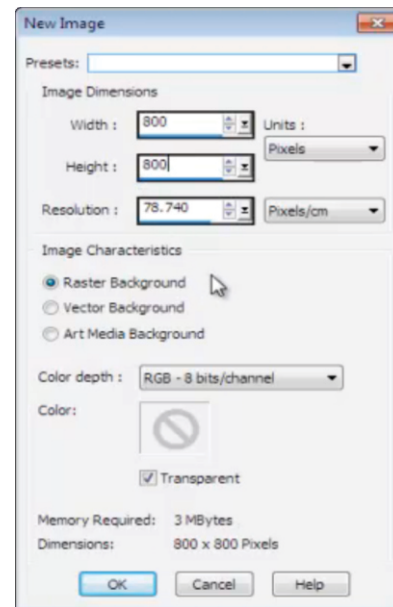 New Image
Presets:
Image Dimensions
Width : 800 Units :
Pixels
Height : 800
Resolution : 78.740 Pixels/cm
Image Characteristics
Raster Background
Vector Background
Art Media Background
Color depth : RGB - 8 bits/channel
Color:
Transparent
Memory Required: 3 MBytes
Dimensions: 800 x 800 Pixels
OK Cancel Help